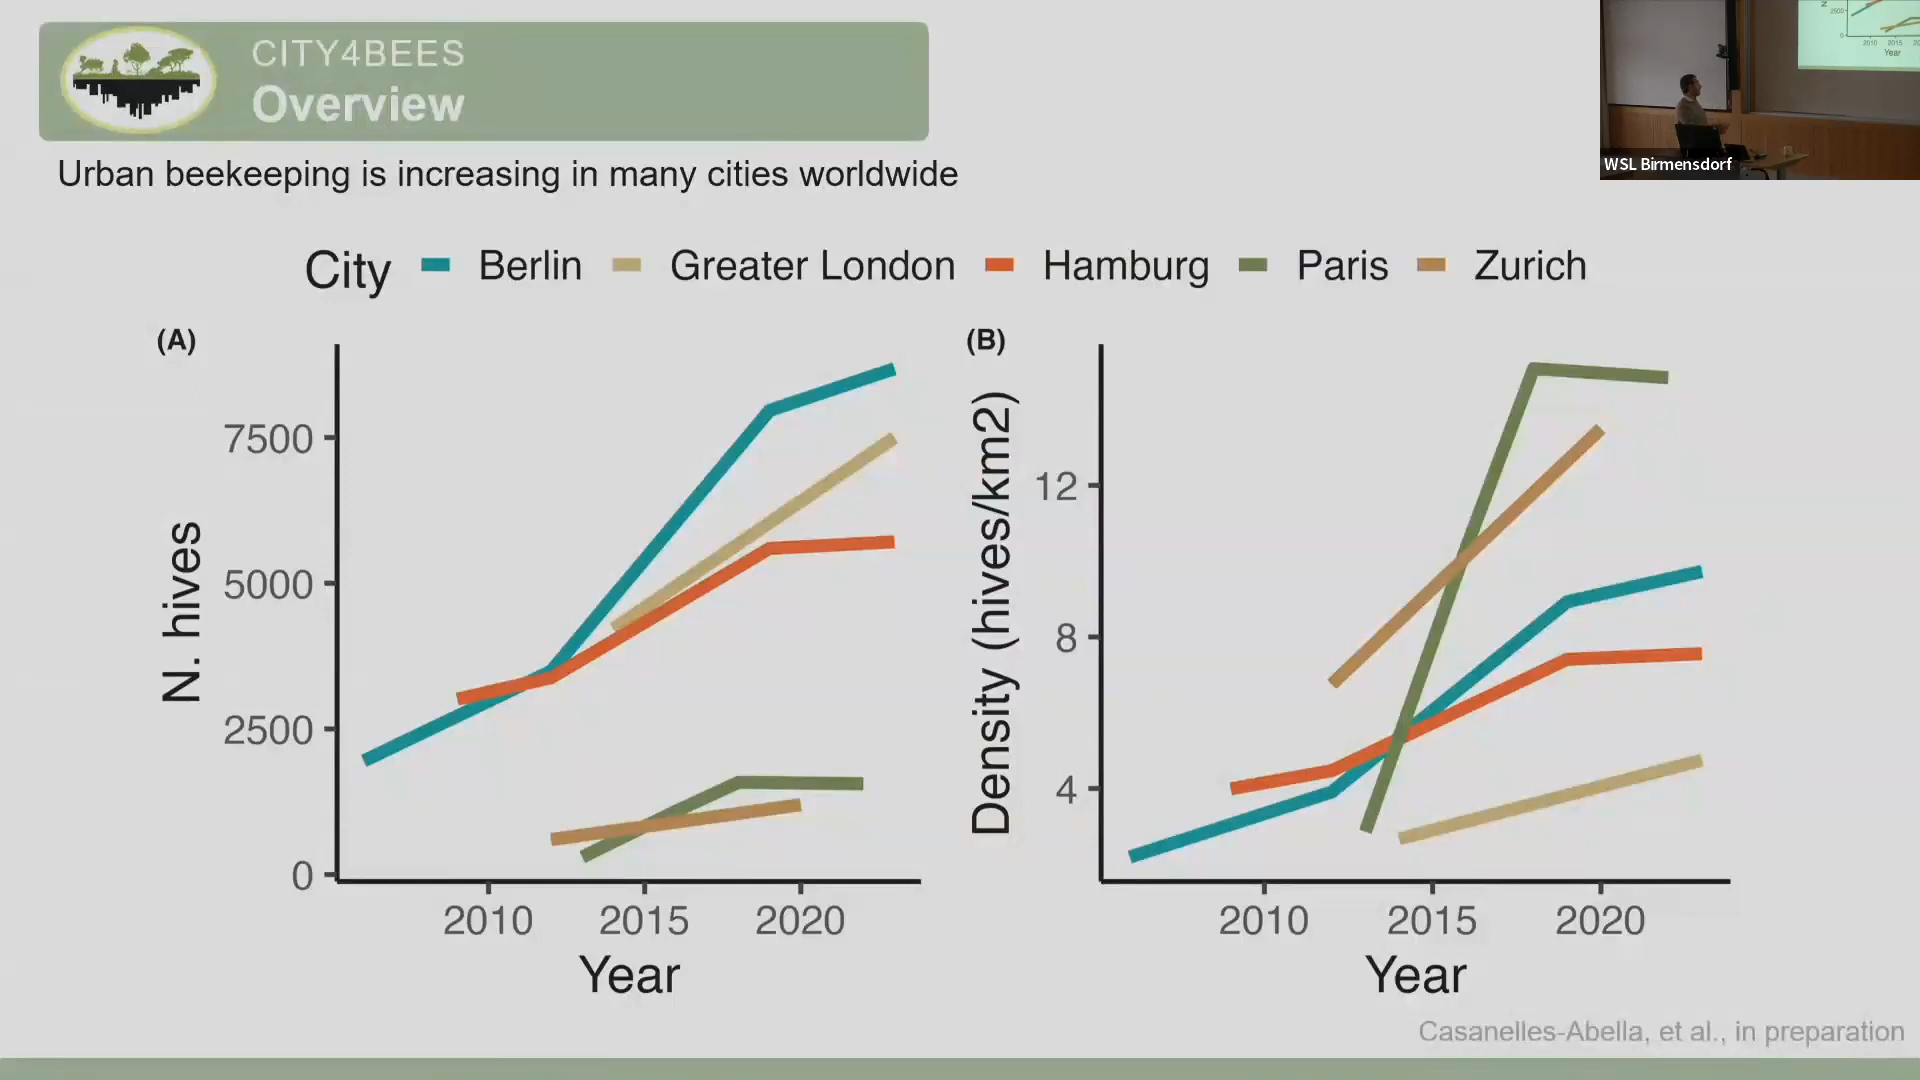 CITY4BEES
Overview
WSL Birmensdorf
Urban beekeeping is increasing in many cities worldwide
City Berlin Greater London Hamburg Paris Zurich
(A)
N. hives
7500
5000
2500
0
2010 2015 2020
Year
(B)
Density (hives/km2)
12
8
4
2010 2015 2020
Year
Casanelles-Abella, et al., in preparation